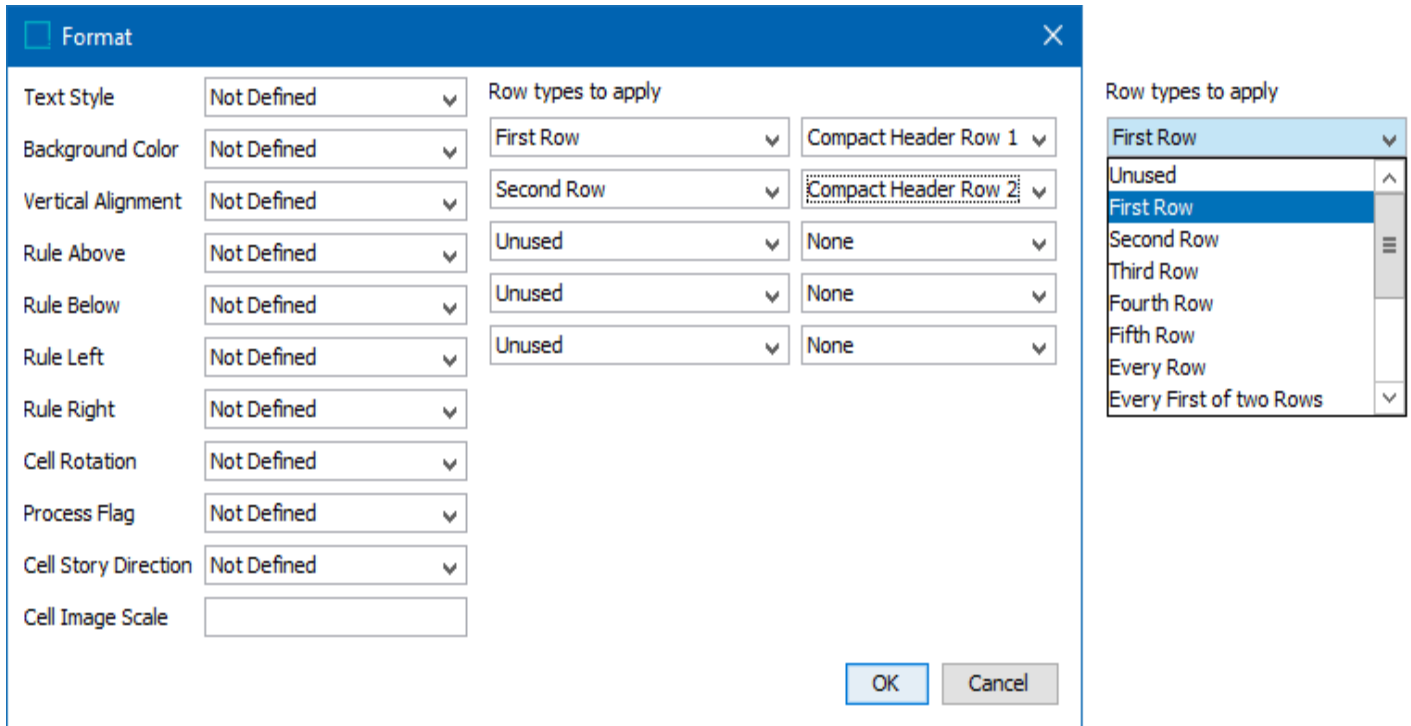 Format
Text Style Not Defined
Background Color Not Defined
Vertical Alignment Not Defined
Rule Above Not Defined
Rule Below Not Defined
Rule Left Not Defined
Rule Right Not Defined
Cell Rotation Not Defined
Process Flag Not Defined
Cell Story Direction Not Defined
Cell Image Scale
Row types to apply
First Row Compact Header Row 1
Second Row Compact Header Row 2
Unused None
Unused None
Unused None
OK Cancel
Row types to apply
First Row
Unused
First Row
Second Row
Third Row
Fourth Row
Fifth Row
Every Row
Every First of two Rows